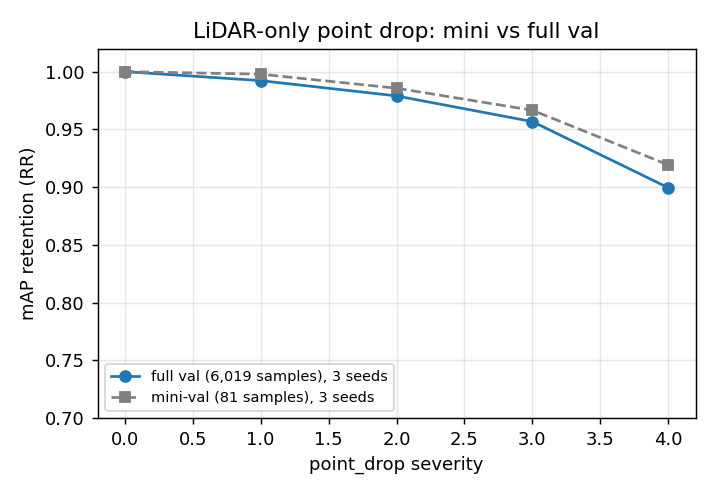 LiDAR-only point drop: mini vs full val
mAP retention (RR)
1.00
0.95
0.90
0.85
0.80
0.75
0.70
full val (6,019 samples), 3 seeds
mini-val (81 samples), 3 seeds
0.0 0.5 1.0 1.5 2.0 2.5 3.0 3.5 4.0
point_drop severity